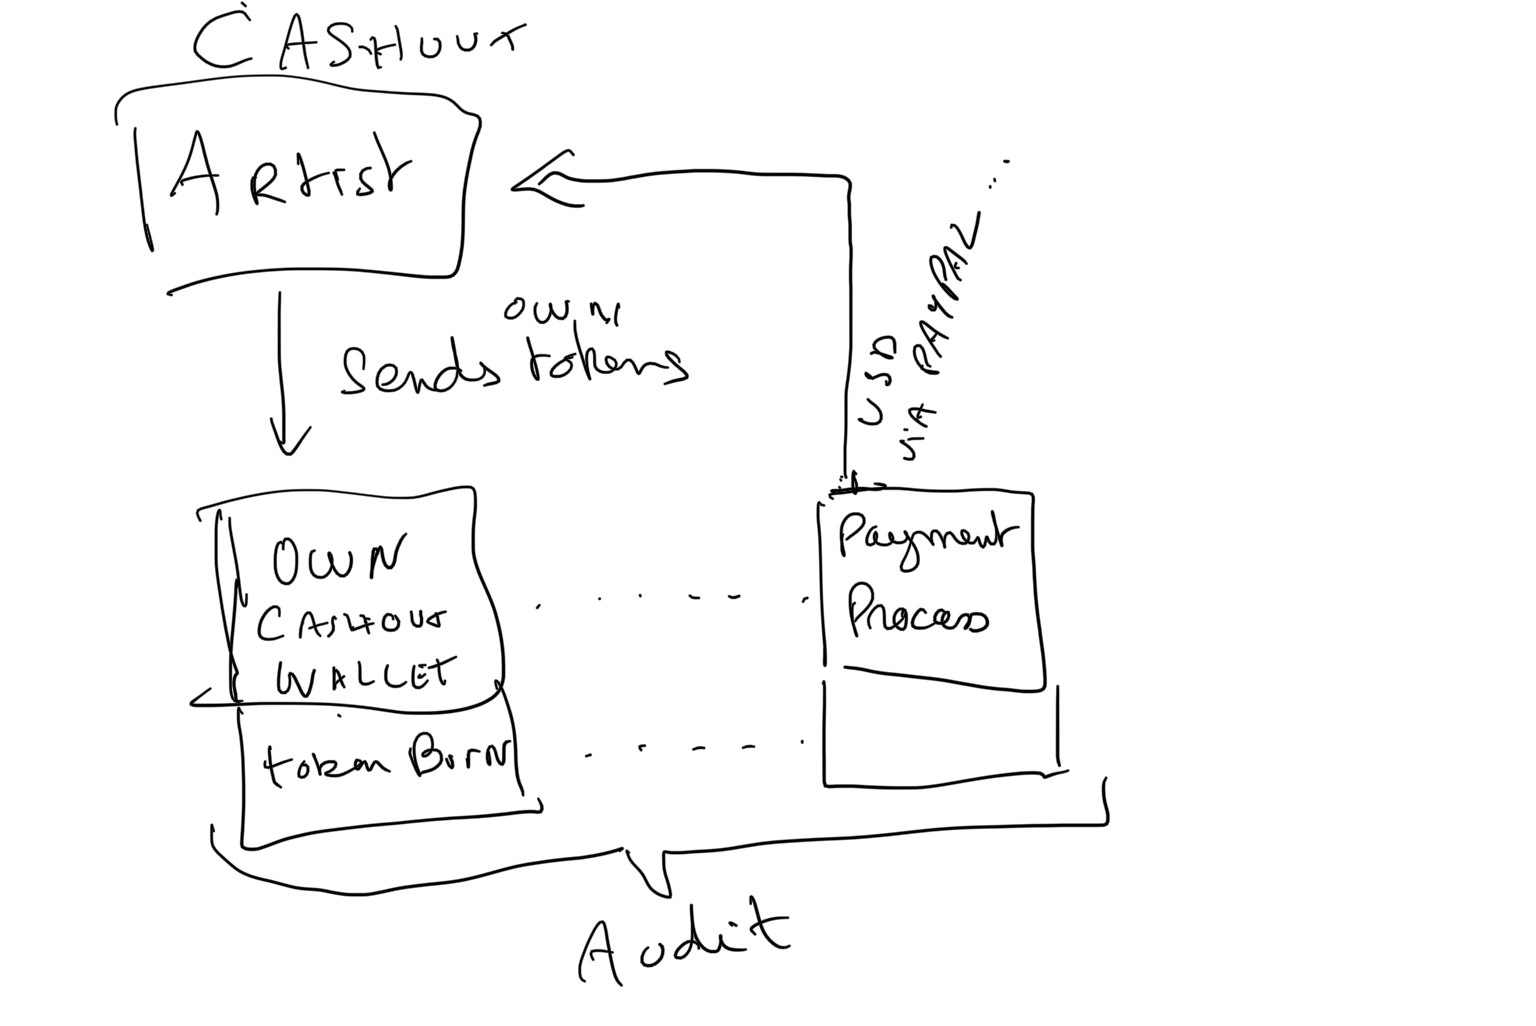 CASHOUT
Artist
OWN
Sends tokens
USD
VIA PAYPAL ...
OWN
CASHOUT
WALLET
token Burn
Payment
Process
Audit